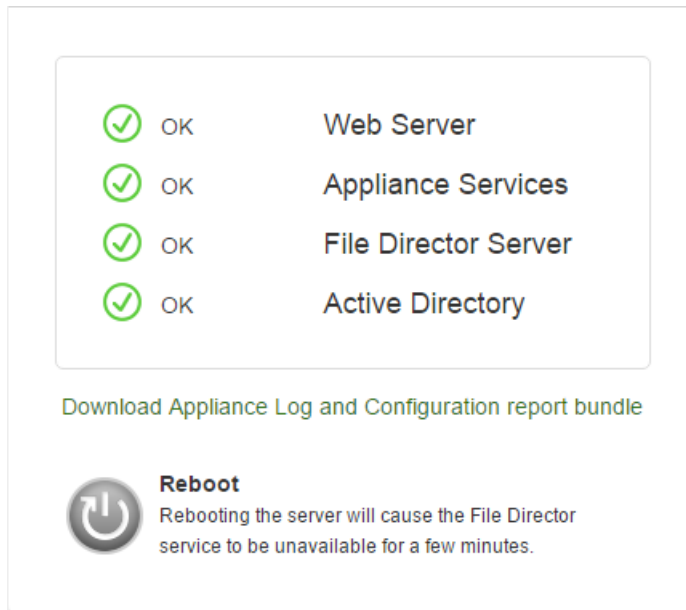 OK Web Server
OK Appliance Services
OK File Director Server
OK Active Directory
Download Appliance Log and Configuration report bundle
Reboot
Rebooting the server will cause the File Director
service to be unavailable for a few minutes.